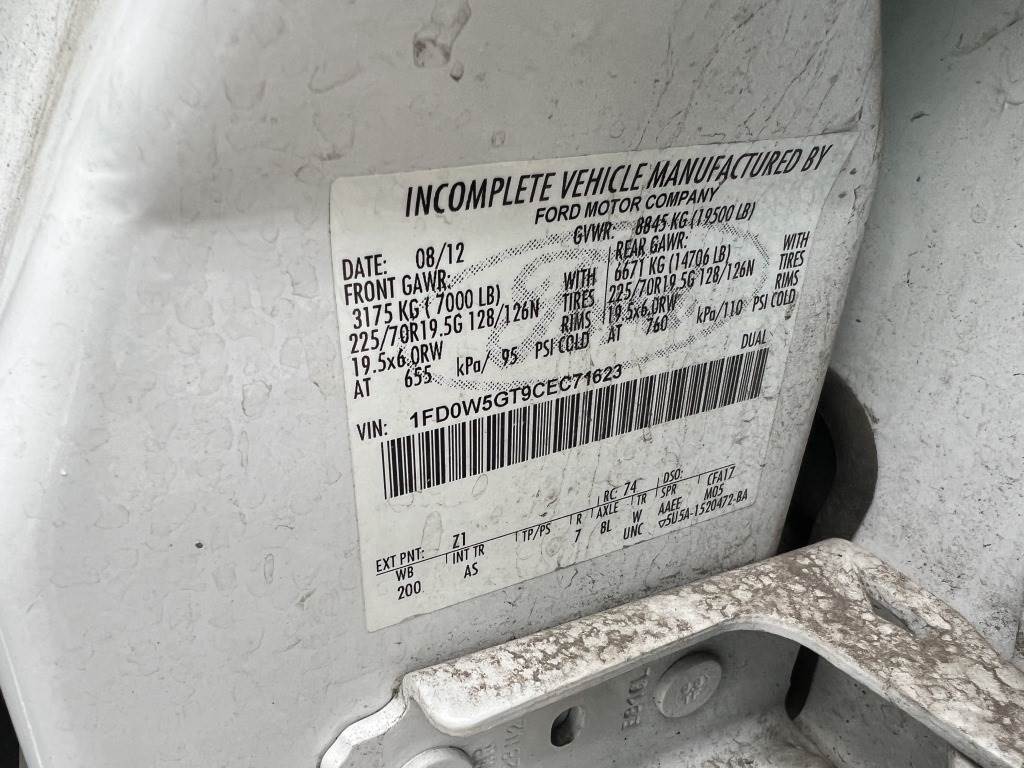 INCOMPLETE VEHICLE MANUFACTURED BY
FORD MOTOR COMPANY
DATE: 08/12 GVWR: 8845 KG (19500 LB)
FRONT GAWR: REAR GAWR:
3175 KG ( 7000 LB) WITH 6671 KG (14706 LB) WITH
225/70R19.5G 128/126N TIRES 225/70R19.5G 128/126N TIRES
19.5x6.0RW RIMS 19.5x6.0RW RIMS
AT 655 kPa/ 95 PSI COLD AT 760 kPa/110 PSI COLD
DUAL
VIN: 1FD0W5GT9CEC71623
EXT PNT: Z1 RC: 74 DSO:
WB INT TR TP/PS R AXLE TR SPR CFA17
200 AS 7 8L W AAEE M05
UNC ▽5U5A-1520472-BA